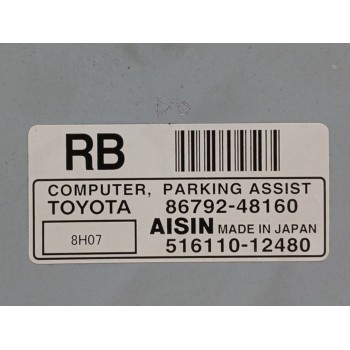 RB
COMPUTER, PARKING ASSIST
TOYOTA 86792-48160
8H07 AISIN MADE IN JAPAN
516110-12480